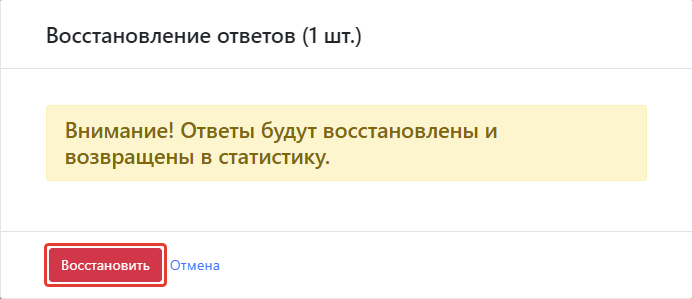 Восстановление ответов (1 шт.)
Внимание! Ответы будут восстановлены и
возвращены в статистику.
Восстановить Отмена